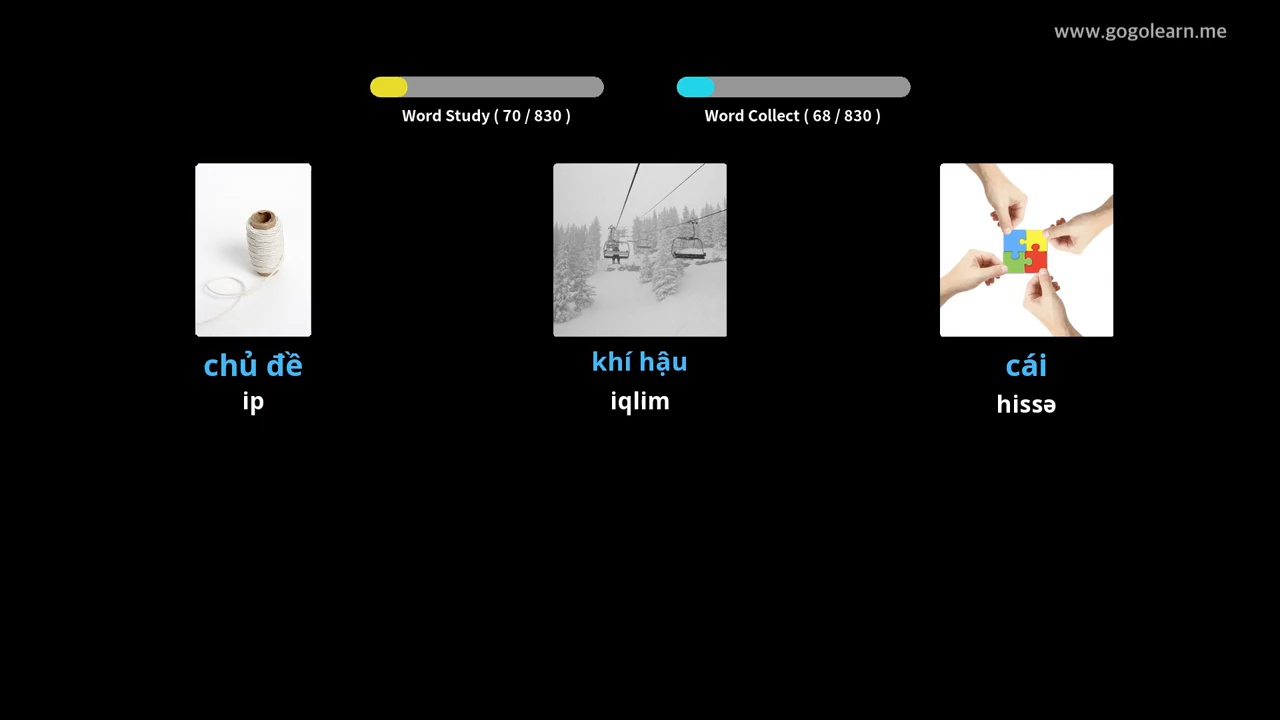 www.gogolearn.me
Word Study ( 70 / 830 )
Word Collect ( 68 / 830 )
chủ đề
khí hậu
cái
ip
iqlim
hissə